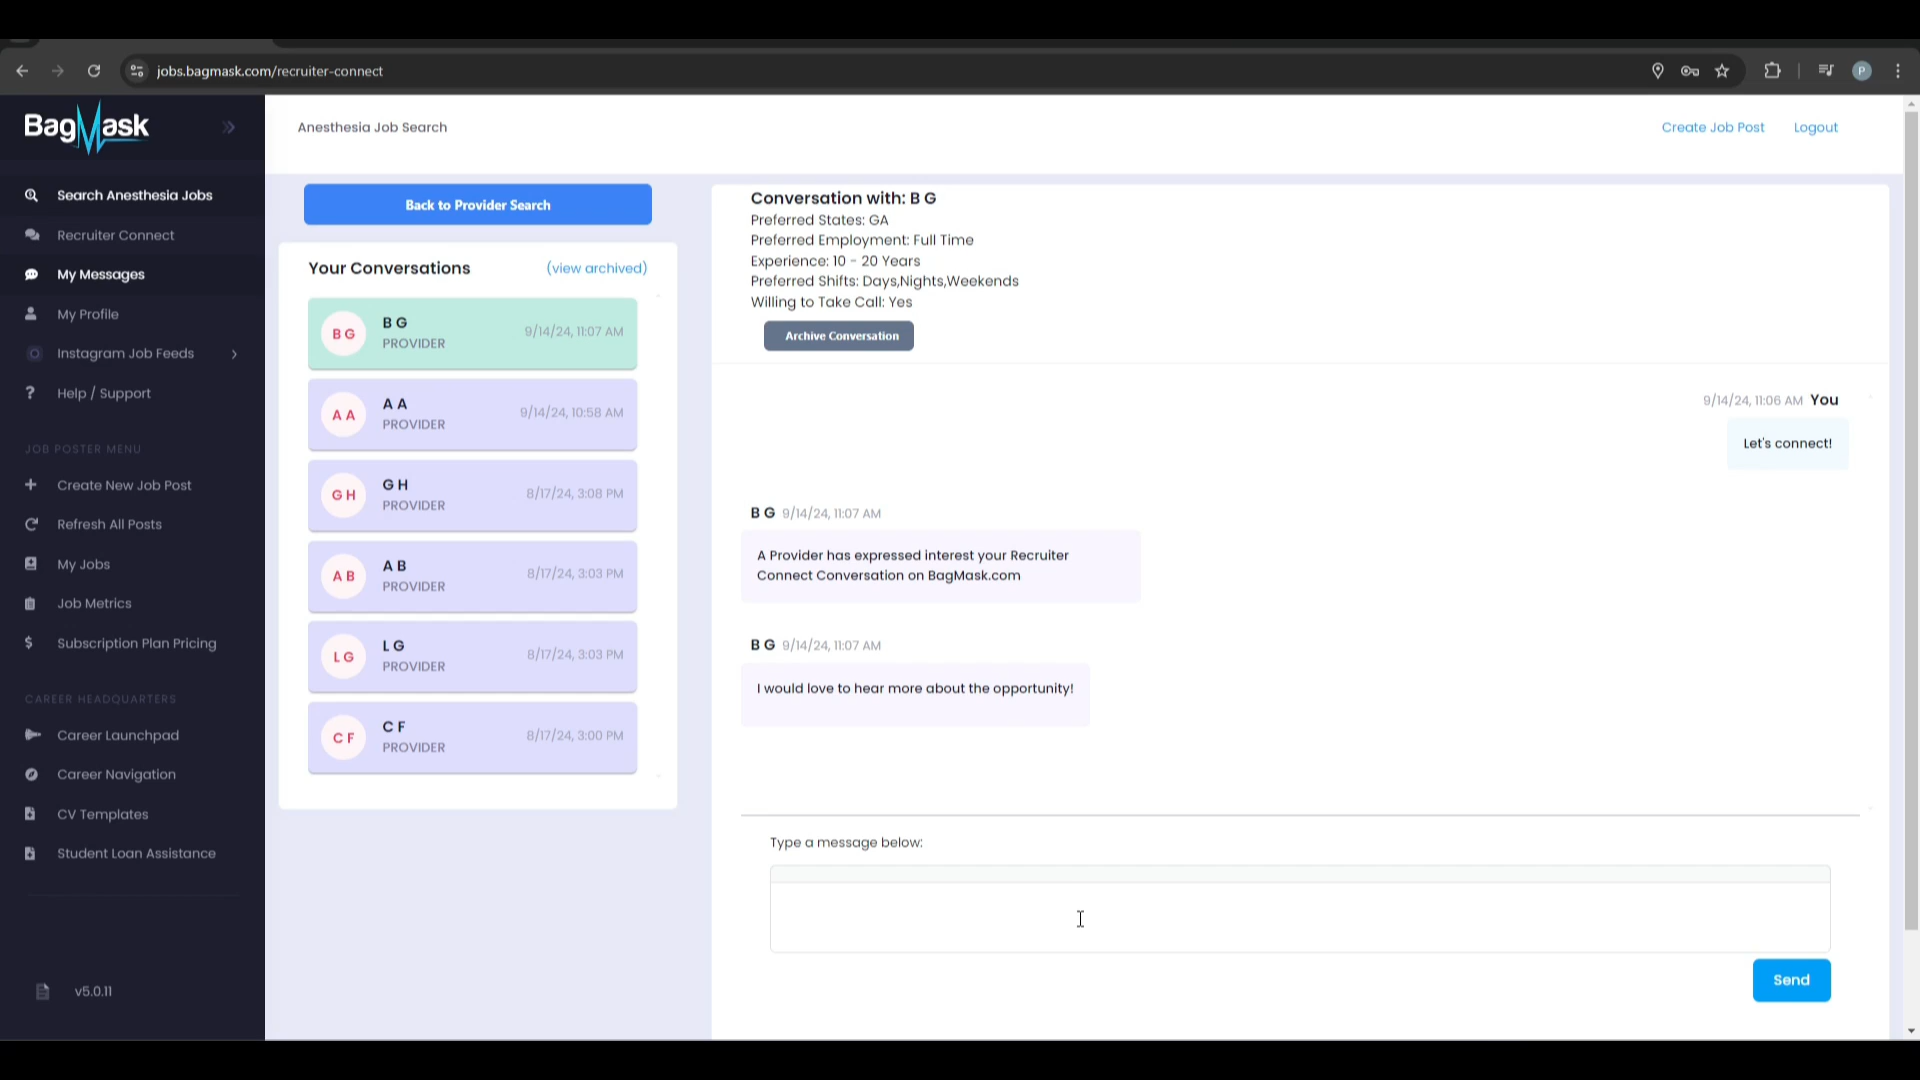 jobs.bagmask.com/recruiter-connect
P
BagMask
Anesthesia Job Search
Create Job Post
Logout
Search Anesthesia Jobs
Recruiter Connect
My Messages
My Profile
Instagram Job Feeds
Help / Support
JOB POSTER MENU
Create New Job Post
Refresh All Posts
My Jobs
Job Metrics
Subscription Plan Pricing
CAREER HEADQUARTERS
Career Launchpad
Career Navigation
CV Templates
Student Loan Assistance
v5.0.11
Back to Provider Search
Your Conversations
(view archived)
B G
B G
9/14/24, 11:07 AM
PROVIDER
A A
A A
9/14/24, 10:58 AM
PROVIDER
G H
G H
8/17/24, 3:08 PM
PROVIDER
A B
A B
8/17/24, 3:03 PM
PROVIDER
L G
L G
8/17/24, 3:03 PM
PROVIDER
C F
C F
8/17/24, 3:00 PM
PROVIDER
Conversation with: B G
Preferred States: GA
Preferred Employment: Full Time
Experience: 10 - 20 Years
Preferred Shifts: Days,Nights,Weekends
Willing to Take Call: Yes
Archive Conversation
9/14/24, 11:06 AM You
Let's connect!
B G 9/14/24, 11:07 AM
A Provider has expressed interest your Recruiter
Connect Conversation on BagMask.com
B G 9/14/24, 11:07 AM
I would love to hear more about the opportunity!
Type a message below:
Send